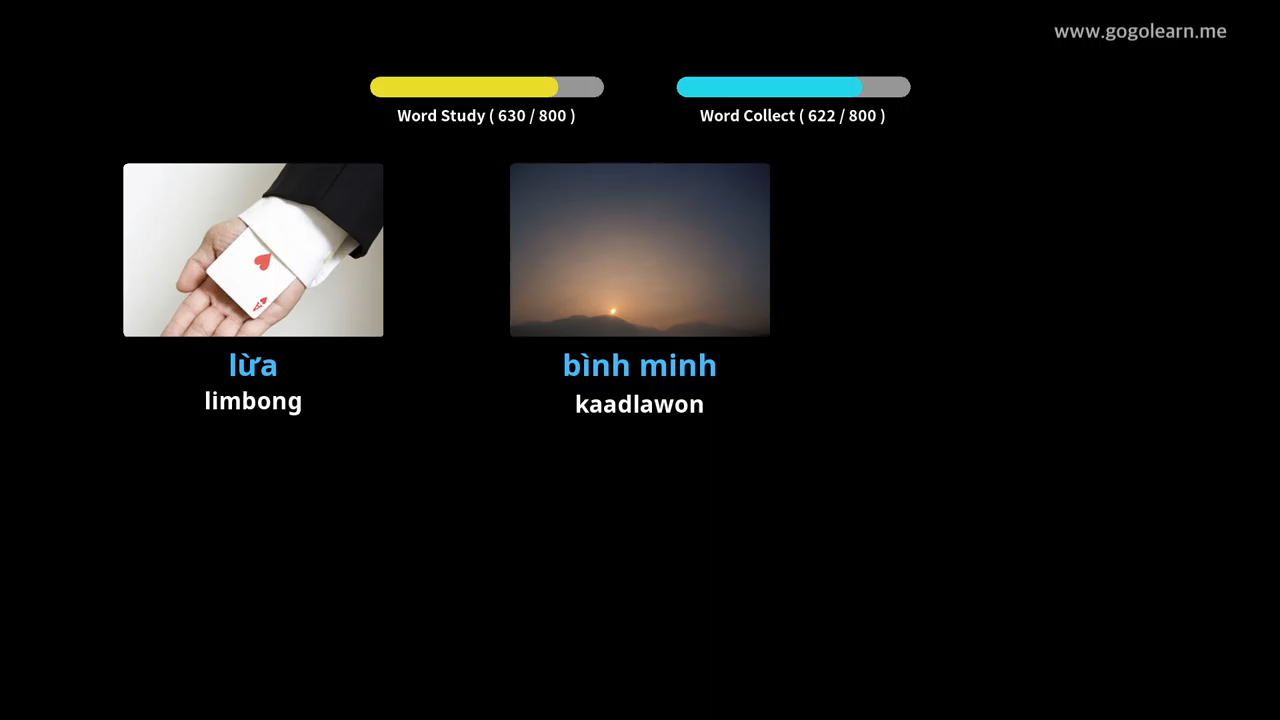 www.gogolearn.me
Word Study ( 630 / 800 )
Word Collect ( 622 / 800 )
A
lừa
limbong
bình minh
kaadlawon